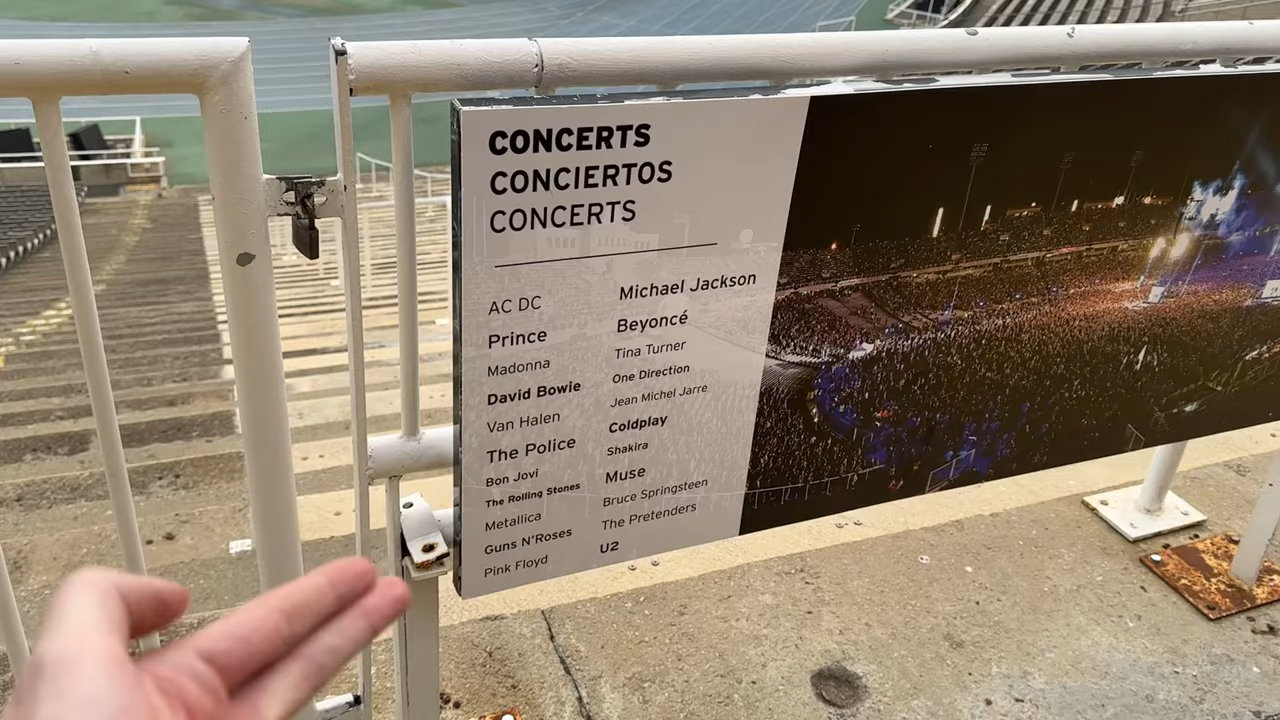 CONCERTS
CONCIERTOS
CONCERTS
AC DC
Prince
Madonna
David Bowie
Van Halen
The Police
Bon Jovi
The Rolling Stones
Metallica
Guns N'Roses
Pink Floyd
Michael Jackson
Beyoncé
Tina Turner
One Direction
Jean Michel Jarre
Coldplay
Shakira
Muse
Bruce Springsteen
The Pretenders
U2